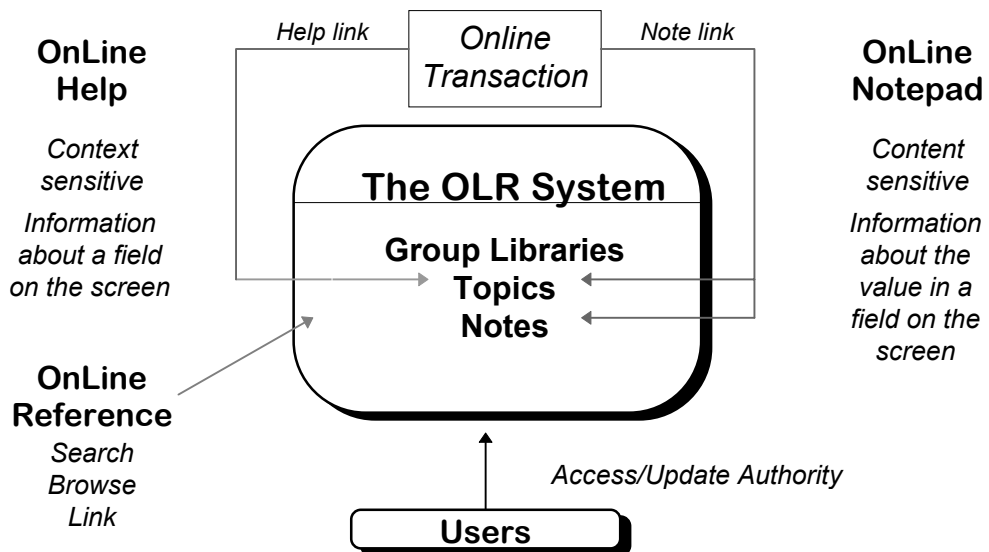 Help link
Online
Transaction
Note link
OnLine
Help
Context
sensitive
Information
about a field
on the screen
OnLine
Notepad
Content
sensitive
Information
about the
value in a
field on the
screen
The OLR System
Group Libraries
Topics
Notes
OnLine
Reference
Search
Browse
Link
Access/Update Authority
Users